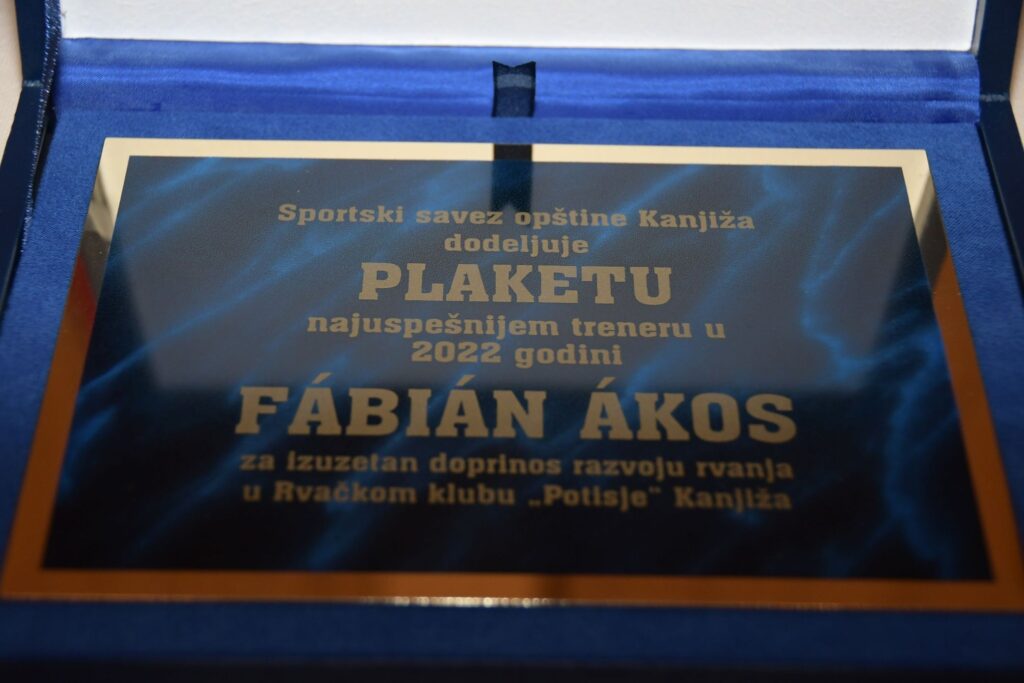 Sportski savez opštine Kanjiža
dodeljuje
PLAKETU
najuspešnijem treneru u
2022 godini
FÁBIÁN ÁKOS
za izuzetan doprinos razvoju rvanja
u Rvačkom klubu „Potisje“ Kanjiža